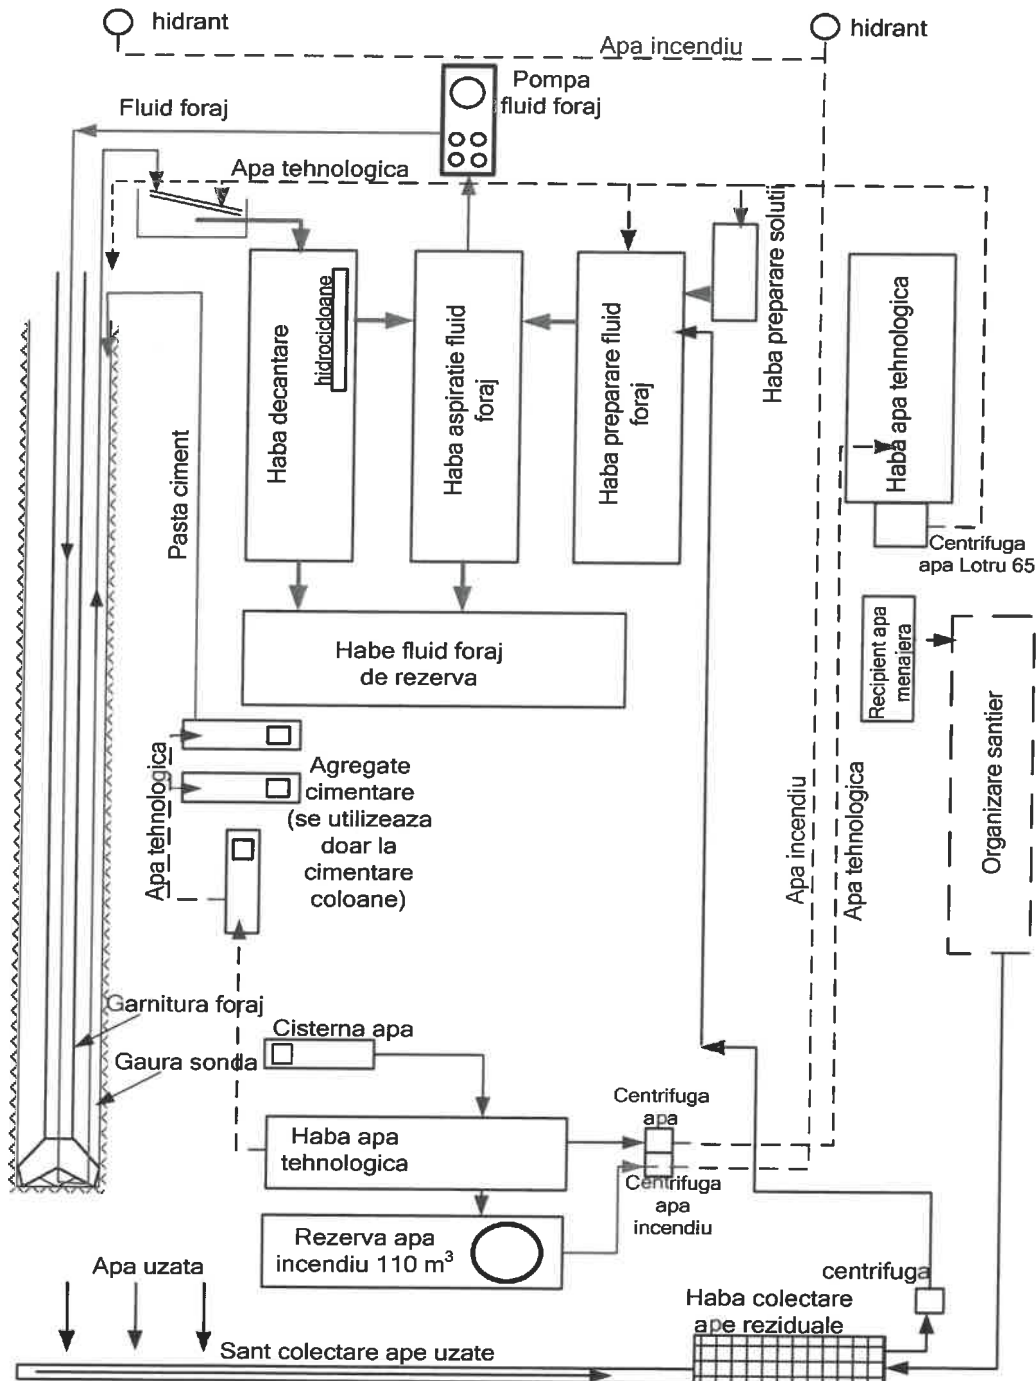 hidrant
hidrant
Apa incendiu
Pompa
fluid foraj
Fluid foraj
Apa tehnologica
Haba preparare solutii
Haba decantare
hidrocicloane
Haba aspiratie fluid
foraj
Haba preparare fluid
foraj
Haba apa tehnologica
Pasta ciment
Centrifuga
apa Lotru 65
Habe fluid foraj
de rezerva
Recipient apa
menajera
Organizare santier
Apa tehnologica
Agregate
cimentare
(se utilizeaza
doar la
cimentare
coloane)
Apa incendiu
Apa tehnologica
Garnitura foraj
Gaura sonda
Cisterna apa
Centrifuga
apa
Haba apa
tehnologica
Centrifuga
apa
incendiu
Rezerva apa
incendiu 110 m³
Apa uzata
centrifuga
Haba colectare
ape reziduale
Sant colectare ape uzate